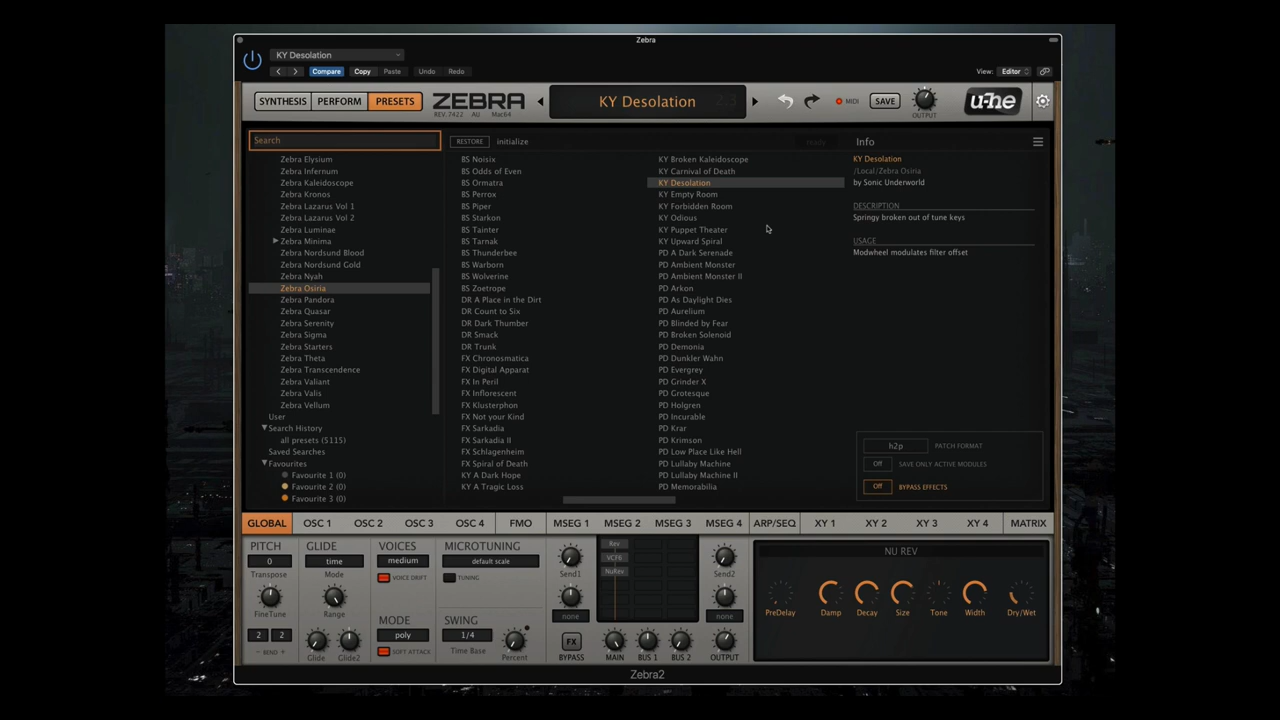 Zebra
KY Desolation
Compare Copy Paste Undo Redo View: Editor
SYNTHESIS PERFORM PRESETS ZEBRA KY Desolation MIDI SAVE OUTPUT u-he
REV. 7422 AU Mac64
Search RESTORE initialize ready Info
Zebra Elysium
Zebra Infernum
Zebra Kaleidoscope
Zebra Kronos
Zebra Lazarus Vol 1
Zebra Lazarus Vol 2
Zebra Luminae
Zebra Minima
Zebra Nordsund Blood
Zebra Nordsund Gold
Zebra Nyah
Zebra Osiria
Zebra Pandora
Zebra Quasar
Zebra Serenity
Zebra Sigma
Zebra Starters
Zebra Theta
Zebra Transcendence
Zebra Valiant
Zebra Valis
Zebra Vellum
User
Search History
all presets (5115)
Saved Searches
Favourites
Favourite 1 (0)
Favourite 2 (0)
Favourite 3 (0)
BS Noisix
BS Odds of Even
BS Ormatra
BS Perrox
BS Piper
BS Starkon
BS Tainter
BS Tarnak
BS Thunderbee
BS Warborn
BS Wolverine
BS Zoetrope
DR A Place in the Dirt
DR Count to Six
DR Dark Thumber
DR Smack
DR Trunk
FX Chronosmatica
FX Digital Apparat
FX In Peril
FX Inflorescent
FX Klusterphon
FX Not your Kind
FX Sarkadia
FX Sarkadia II
FX Schlagenheim
FX Spiral of Death
KY A Dark Hope
KY A Tragic Loss
KY Broken Kaleidoscope
KY Carnival of Death
KY Desolation
KY Empty Room
KY Forbidden Room
KY Odious
KY Puppet Theater
KY Upward Spiral
PD A Dark Serenade
PD Ambient Monster
PD Ambient Monster II
PD Arkon
PD As Daylight Dies
PD Aurelium
PD Blinded by Fear
PD Broken Solenoid
PD Demonia
PD Dunkler Wahn
PD Evergrey
PD Grinder X
PD Grotesque
PD Holgren
PD Incurable
PD Krar
PD Krimson
PD Low Place Like Hell
PD Lullaby Machine
PD Lullaby Machine II
PD Memorabilia
KY Desolation
/Local/Zebra Osiria
by Sonic Underworld
DESCRIPTION
Springy broken out of tune keys
USAGE
Modwheel modulates filter offset
h2p PATCH FORMAT
Off SAVE ONLY ACTIVE MODULES
Off BYPASS EFFECTS
GLOBAL OSC 1 OSC 2 OSC 3 OSC 4 FMO MSEG 1 MSEG 2 MSEG 3 MSEG 4 ARP/SEQ XY 1 XY 2 XY 3 XY 4 MATRIX
PITCH GLIDE VOICES MICROTUNING
0 time medium default scale
Transpose Mode VOICE DRIFT TUNING
FineTune Range
MODE SWING
2 2 poly 1/4
- BEND + Glide Glide2 SOFT ATTACK Time Base Percent
Rev
VCF6
NuRev
Send1 Send2
none none
FX
BYPASS MAIN BUS 1 BUS 2 OUTPUT
NU REV
PreDelay Damp Decay Size Tone Width Dry/Wet
Zebra2